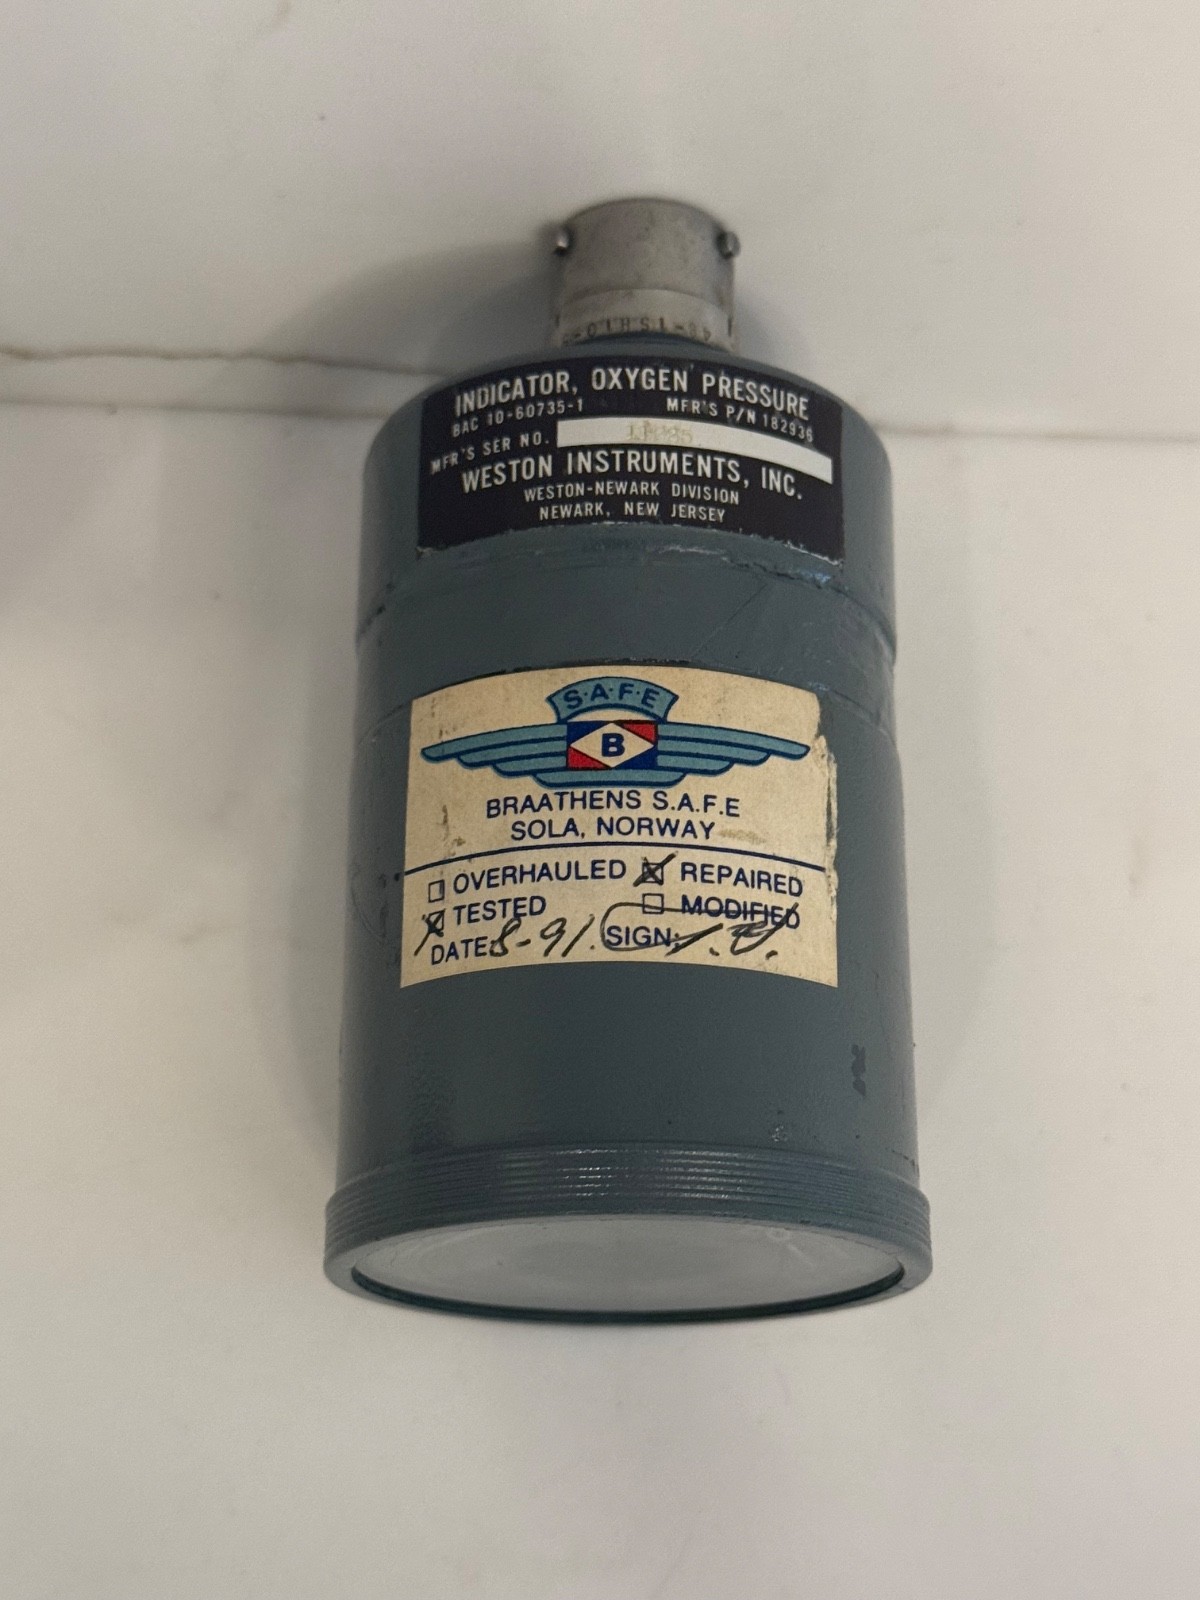 INDICATOR, OXYGEN PRESSURE
BAC 10-60735-1 MFR'S P/N 182936
MFR'S SER NO.
WESTON INSTRUMENTS, INC.
WESTON-NEWARK DIVISION
NEWARK, NEW JERSEY
S·A·F·E
B
BRAATHENS S.A.F.E
SOLA, NORWAY
OVERHAULED REPAIRED
TESTED MODIFIED
DATE: 8-91. SIGN: